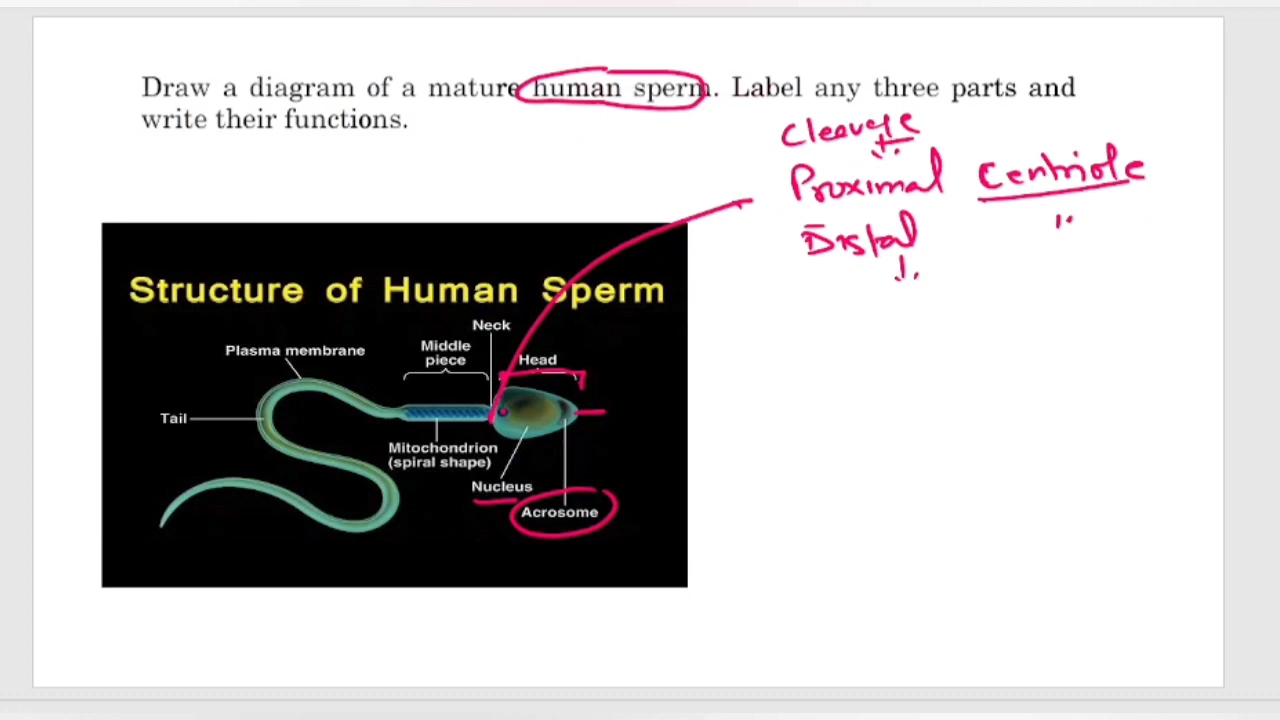 Draw a diagram of a mature human sperm. Label any three parts and
write their functions.
Cleavage
Proximal Centriole
Distal
Structure of Human Sperm
Neck
Plasma membrane
Middle
piece
Head
Tail
Mitochondrion
(spiral shape)
Nucleus
Acrosome